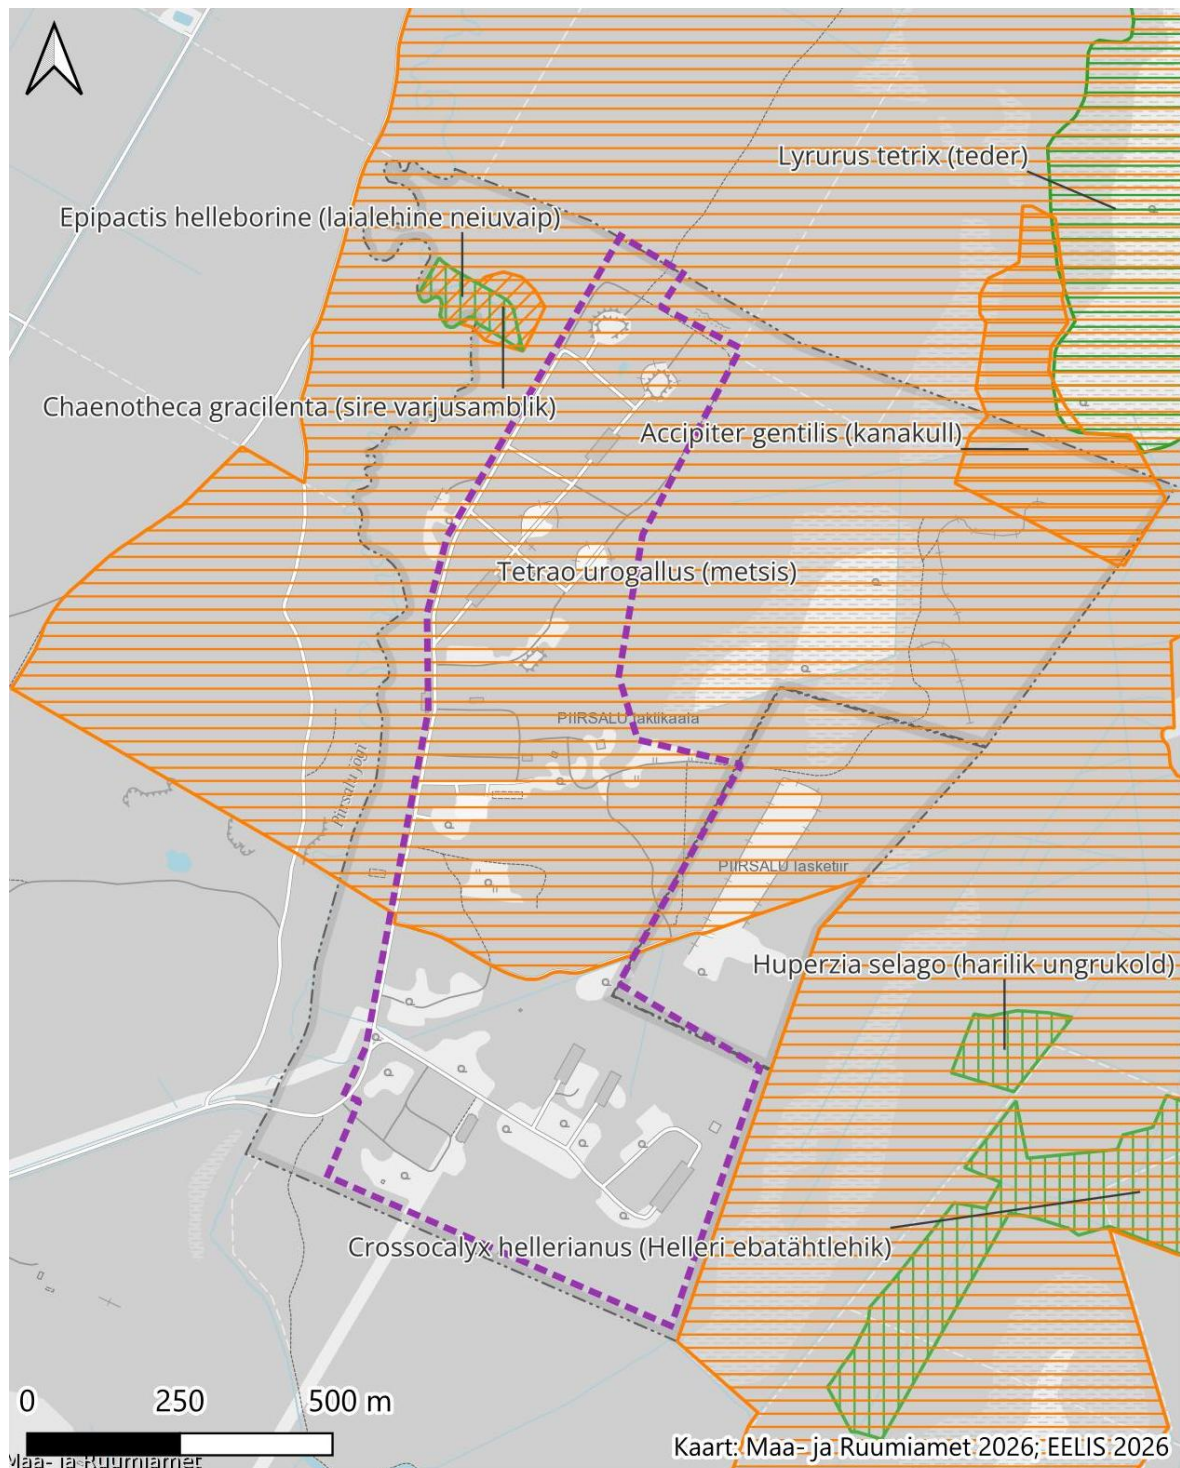 Lyrurus tetrix (teder)
Epipactis helleborine (laialehine neiuvaip)
Chaenotheca gracilenta (sire varjusamblik)
Accipiter gentilis (kanakull)
Tetrao urogallus (metsis)
PIIRSALU laktikaala
Piirsalu jõgi
PIIRSALU lasketiir
Huperzia selago (harilik ungrukold)
Crossocalyx hellerianus (Helleri ebatähtlehik)
0 250 500 m
Kaart: Maa- ja Ruumiamet 2026; EELIS 2026
Maa- ja Ruumiamet